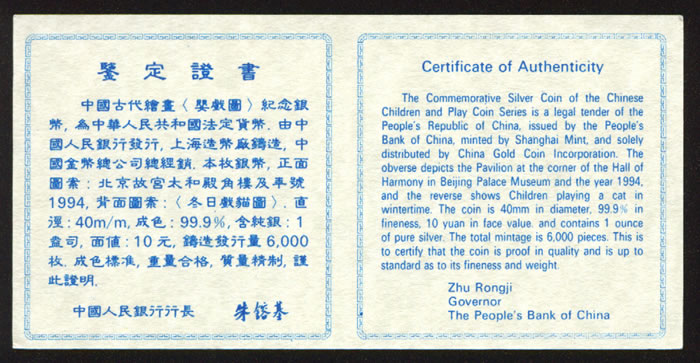 鑒定證書
中國古代繪畫〈嬰戲圖〉紀念銀
幣，為中華人民共和國法定貨幣．由中
國人民銀行發行，上海造幣廠鑄造，中
國金幣總公司總經銷．本枚銀幣，正面
圖案：北京故宮太和殿角樓及年號
1994，背面圖案：〈冬日戲貓圖〉．直
徑：40m/m，成色：99.9%，含純銀：1
盎司，面值：10元，鑄造發行量6,000
枚．成色標准，重量合格，質量精制，謹
此證明．
中國人民銀行行長 朱鎔基
Certificate of Authenticity
The Commemorative Silver Coin of the Chinese
Children and Play Coin Series is a legal tender of the
People's Republic of China, issued by the People's
Bank of China, minted by Shanghai Mint, and solely
distributed by China Gold Coin Incorporation. The
obverse depicts the Pavilion at the corner of the Hall of
Harmony in Beijing Palace Museum and the year 1994,
and the reverse shows Children playing a cat in
wintertime. The coin is 40mm in diameter, 99.9% in
fineness, 10 yuan in face value, and contains 1 ounce
of pure silver. The total mintage is 6,000 pieces. This is
to certify that the coin is proof in quality and is up to
standard as to its fineness and weight.
Zhu Rongji
Governor
The People's Bank of China